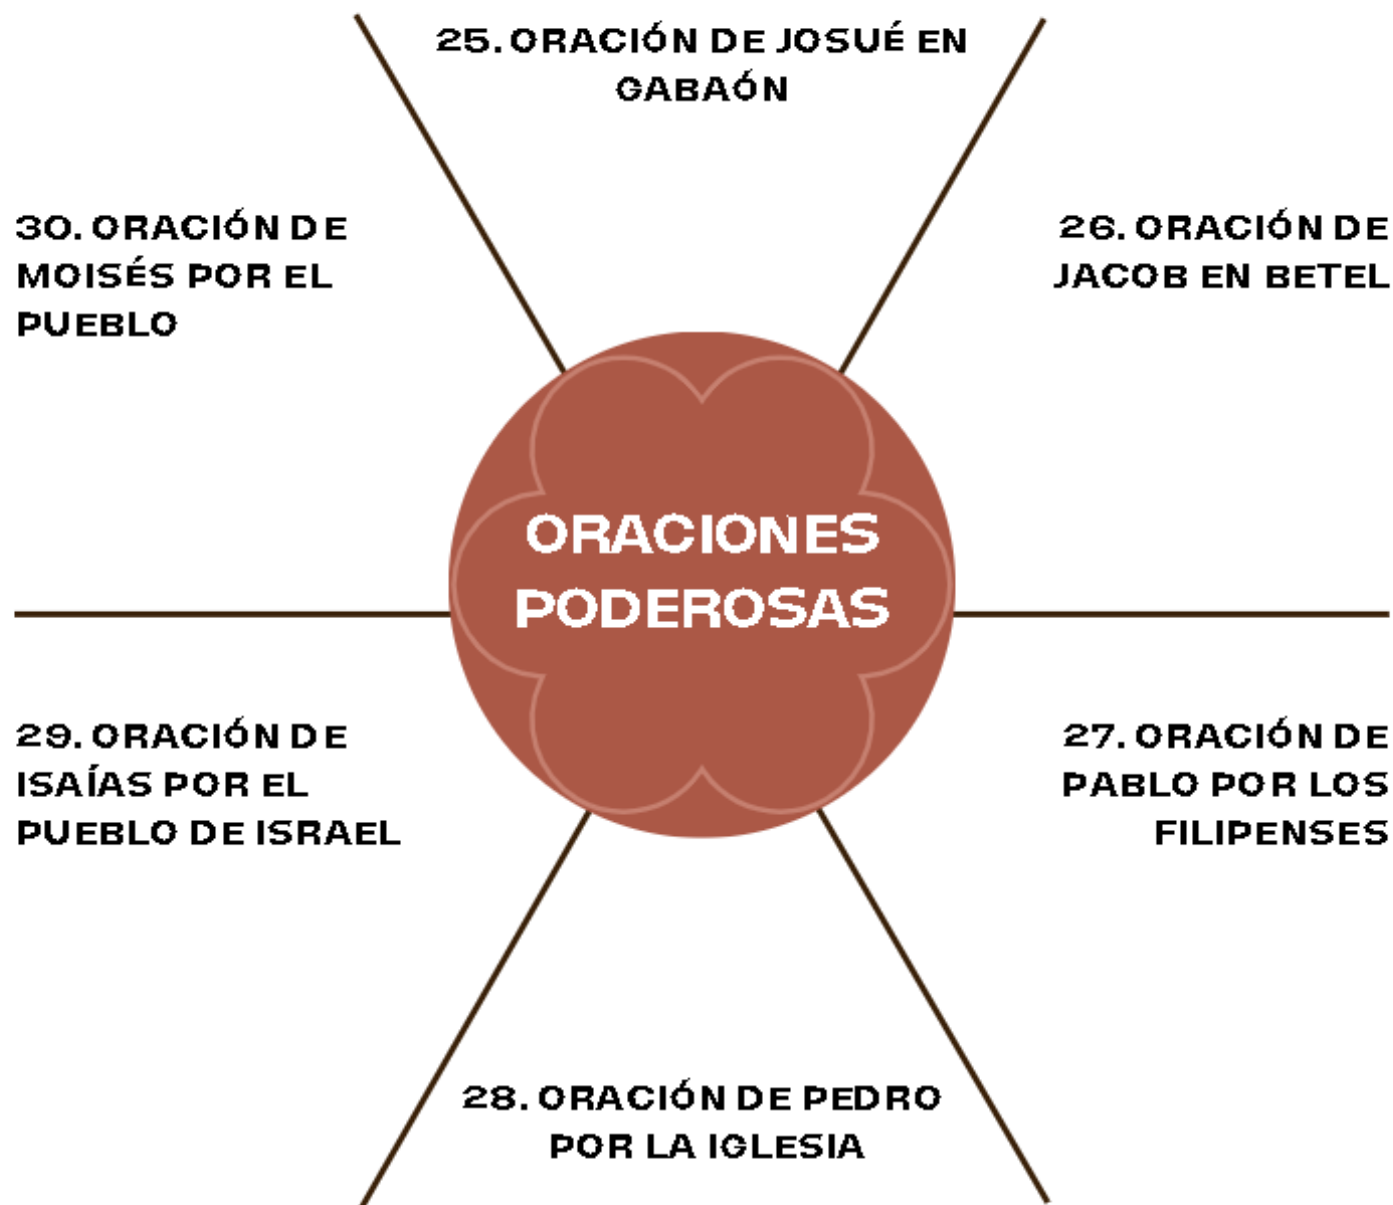 25. ORACIÓN DE JOSUÉ EN
GABAÓN
26. ORACIÓN DE
JACOB EN BETEL
27. ORACIÓN DE
PABLO POR LOS
FILIPENSES
28. ORACIÓN DE PEDRO
POR LA IGLESIA
29. ORACIÓN DE
ISAÍAS POR EL
PUEBLO DE ISRAEL
30. ORACIÓN DE
MOISÉS POR EL
PUEBLO
ORACIONES
PODEROSAS